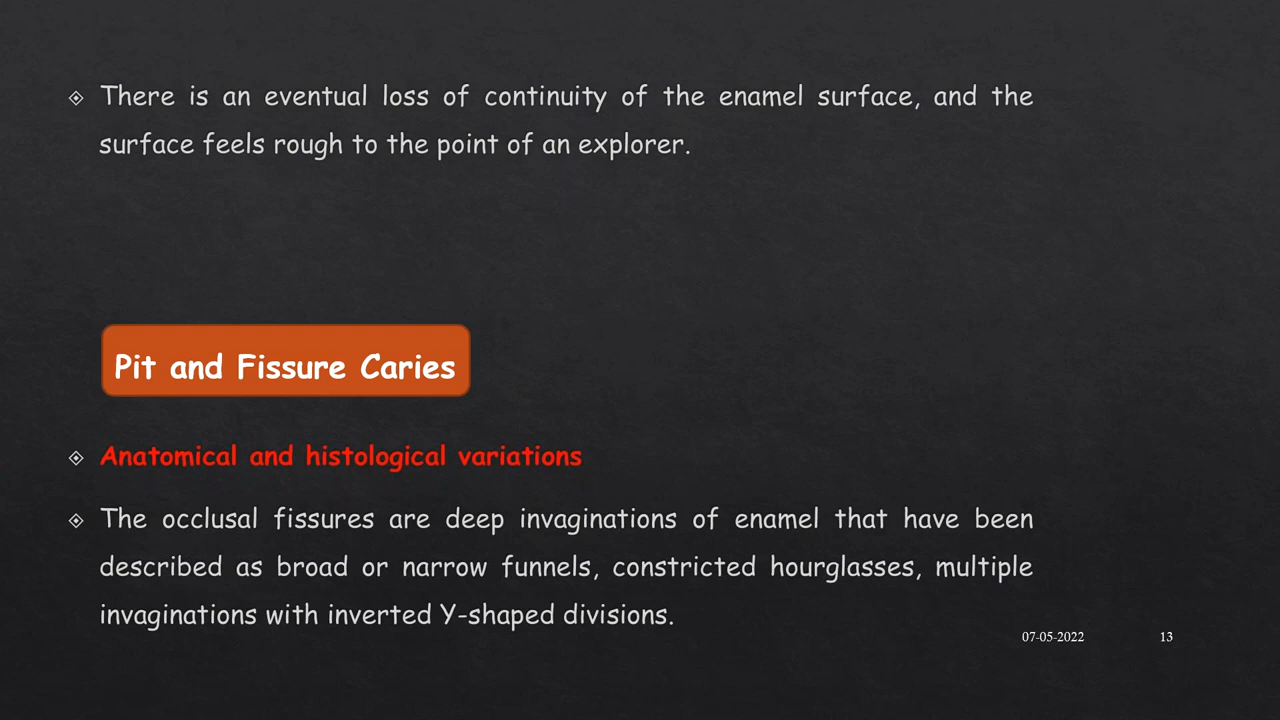 There is an eventual loss of continuity of the enamel surface, and the
surface feels rough to the point of an explorer.
Pit and Fissure Caries
Anatomical and histological variations
The occlusal fissures are deep invaginations of enamel that have been
described as broad or narrow funnels, constricted hourglasses, multiple
invaginations with inverted Y-shaped divisions.
07-05-2022 13